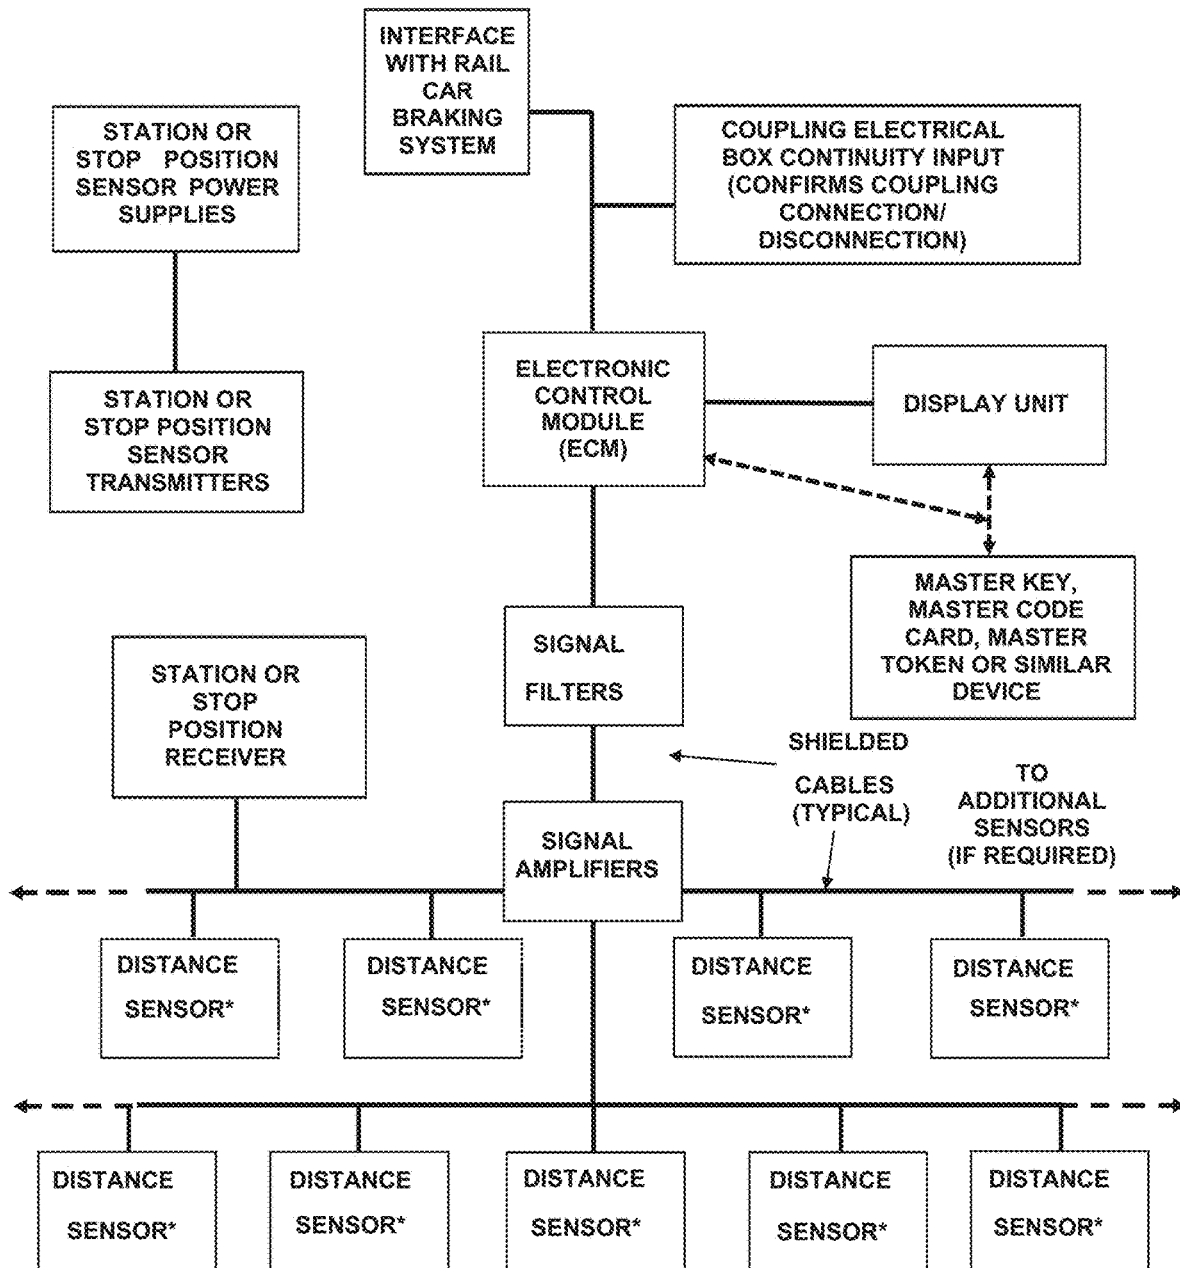 INTERFACE
WITH RAIL
CAR
BRAKING
SYSTEM
STATION OR
STOP POSITION
SENSOR POWER
SUPPLIES
COUPLING ELECTRICAL
BOX CONTINUITY INPUT
(CONFIRMS COUPLING
CONNECTION/
DISCONNECTION)
STATION OR
STOP POSITION
SENSOR
TRANSMITTERS
ELECTRONIC
CONTROL
MODULE
(ECM)
DISPLAY UNIT
MASTER KEY,
MASTER CODE
CARD, MASTER
TOKEN OR SIMILAR
DEVICE
STATION OR
STOP
POSITION
RECEIVER
SIGNAL
FILTERS
SHIELDED
CABLES
(TYPICAL)
TO
ADDITIONAL
SENSORS
(IF REQUIRED)
SIGNAL
AMPLIFIERS
DISTANCE
SENSOR*
DISTANCE
SENSOR*
DISTANCE
SENSOR*
DISTANCE
SENSOR*
DISTANCE
SENSOR*
DISTANCE
SENSOR*
DISTANCE
SENSOR*
DISTANCE
SENSOR*
DISTANCE
SENSOR*